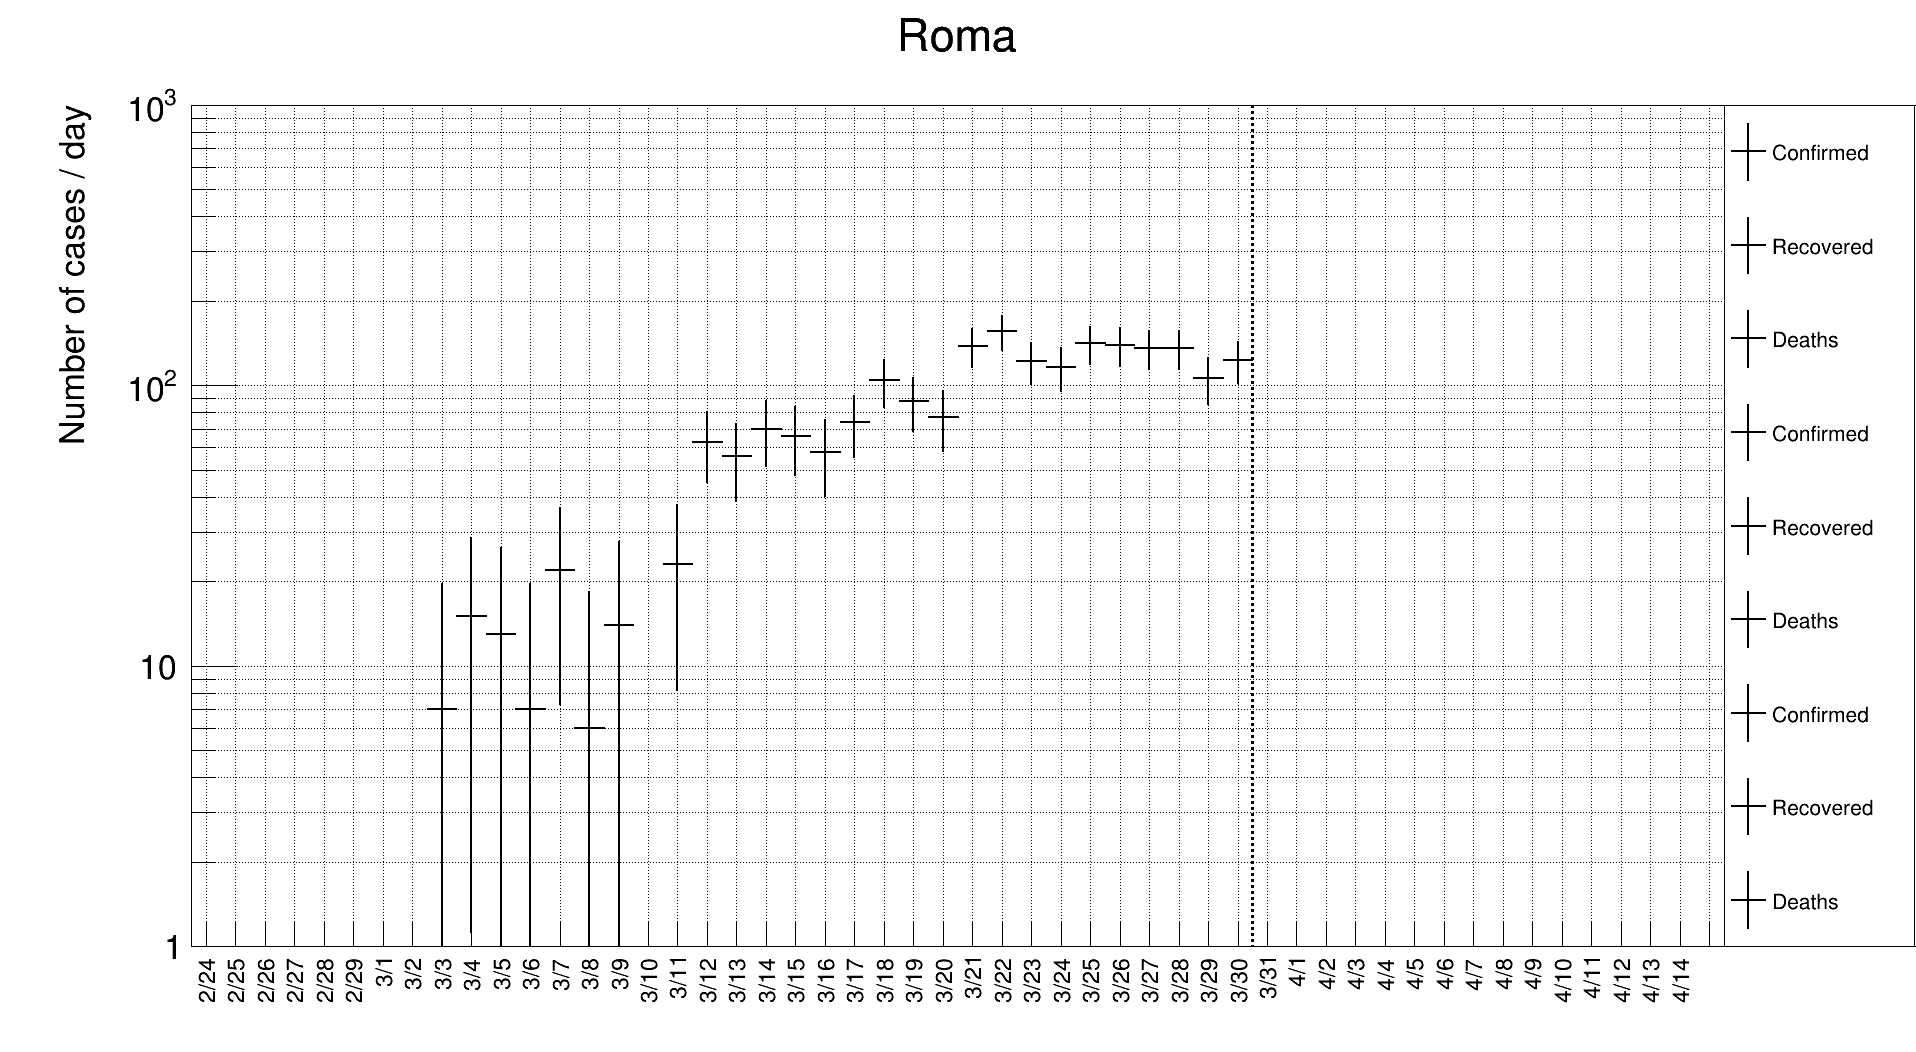 Roma
Number of cases / day
10³
10²
10
1
2/24 2/25 2/26 2/27 2/28 2/29 3/1 3/2 3/3 3/4 3/5 3/6 3/7 3/8 3/9 3/10 3/11 3/12 3/13 3/14 3/15 3/16 3/17 3/18 3/19 3/20 3/21 3/22 3/23 3/24 3/25 3/26 3/27 3/28 3/29 3/30 3/31 4/1 4/2 4/3 4/4 4/5 4/6 4/7 4/8 4/9 4/10 4/11 4/12 4/13 4/14
Confirmed
Recovered
Deaths
Confirmed
Recovered
Deaths
Confirmed
Recovered
Deaths